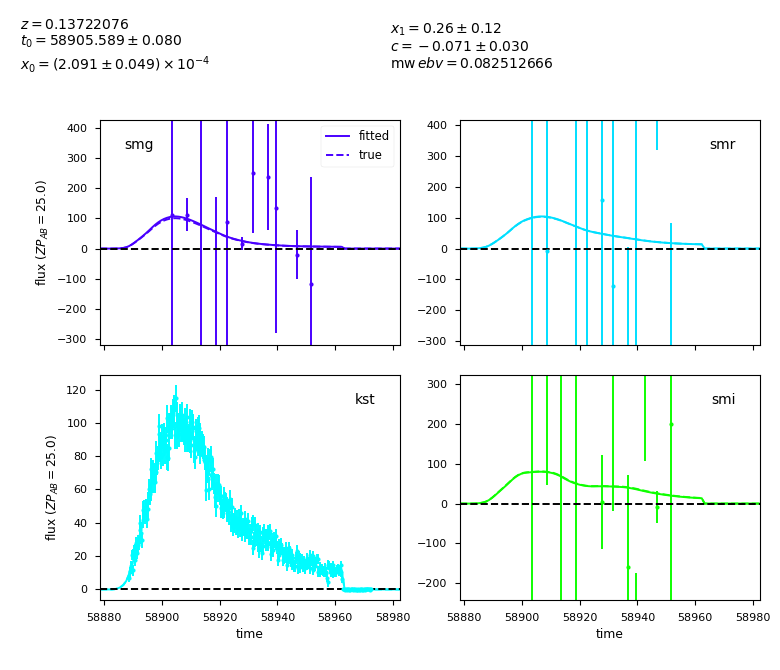 z = 0.13722076
t₀ = 58905.589 ± 0.080
x₀ = (2.091 ± 0.049) × 10⁻⁴
x₁ = 0.26 ± 0.12
c = −0.071 ± 0.030
mw ebv = 0.082512666
400
300
200
100
0
−100
−200
−300
flux (ZP_AB = 25.0)
smg
fitted
true
400
300
200
100
0
−100
−200
−300
smr
120
100
80
60
40
20
0
flux (ZP_AB = 25.0)
kst
58880 58900 58920 58940 58960 58980
time
300
200
100
0
−100
−200
smi
58880 58900 58920 58940 58960 58980
time